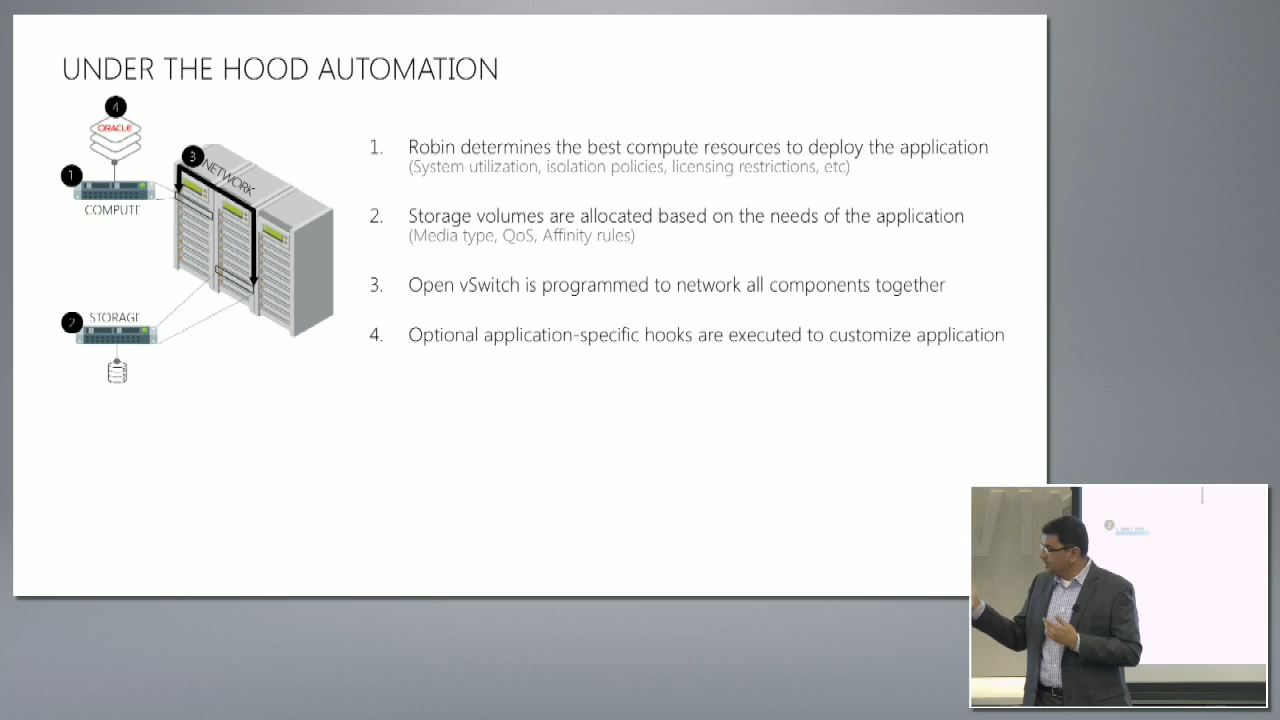 UNDER THE HOOD AUTOMATION
4
ORACLE
1
COMPUTE
3
NETWORK
2
STORAGE
1. Robin determines the best compute resources to deploy the application
(System utilization, isolation policies, licensing restrictions, etc)
2. Storage volumes are allocated based on the needs of the application
(Media type, QoS, Affinity rules)
3. Open vSwitch is programmed to network all components together
4. Optional application-specific hooks are executed to customize application